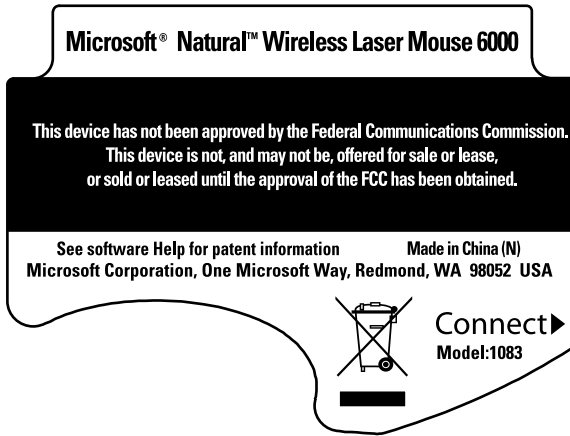 Microsoft® Natural™ Wireless Laser Mouse 6000
This device has not been approved by the Federal Communications Commission.
This device is not, and may not be, offered for sale or lease,
or sold or leased until the approval of the FCC has been obtained.
See software Help for patent information Made in China (N)
Microsoft Corporation, One Microsoft Way, Redmond, WA 98052 USA
Connect
Model:1083